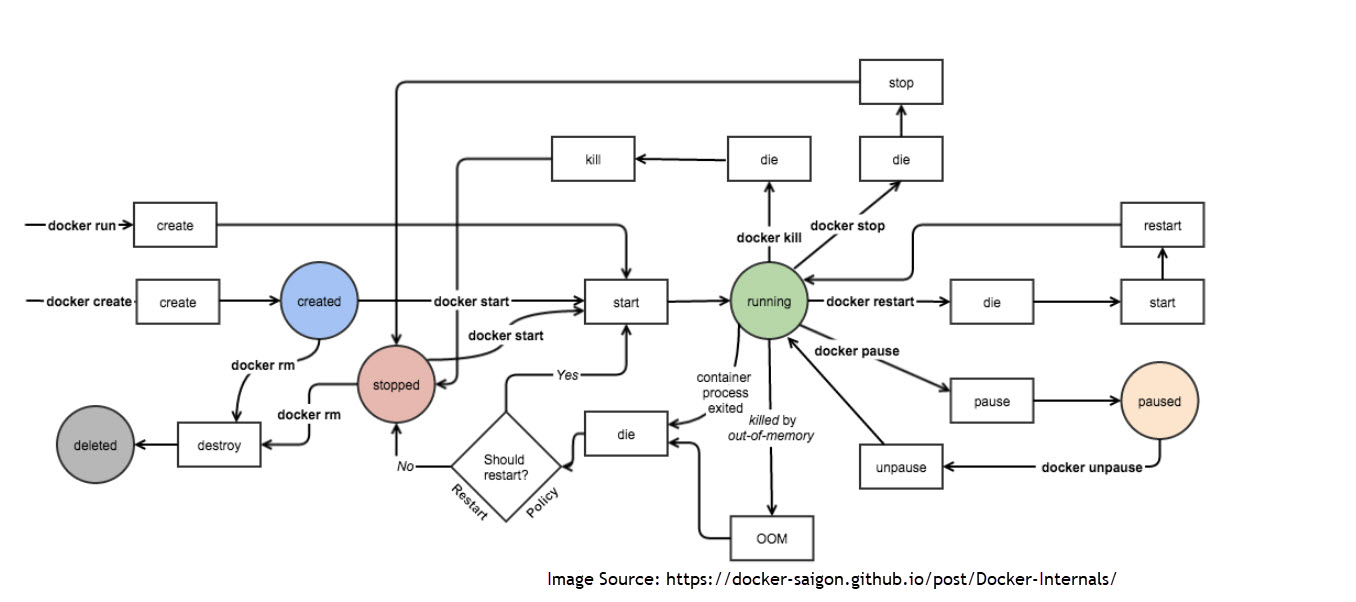 stop
kill
die
die
docker run
create
docker kill
docker stop
restart
docker create
create
created
docker start
start
running
docker restart
die
start
docker start
docker rm
stopped
docker pause
container
process
exited
Yes
pause
paused
docker rm
killed by
out-of-memory
deleted
destroy
die
No
Should
restart?
Restart
Policy
unpause
docker unpause
OOM
Image Source: https://docker-saigon.github.io/post/Docker-Internals/